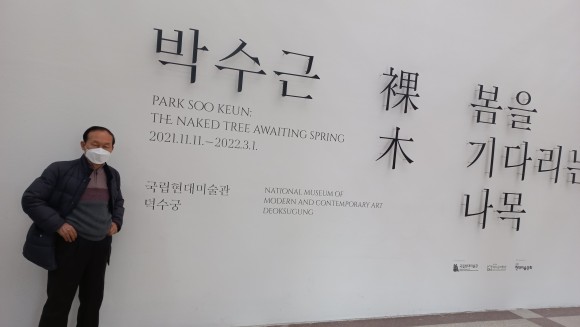 박수근
PARK SOO KEUN:
THE NAKED TREE AWAITING SPRING
2021.11.11.–2022.3.1.
국립현대미술관
덕수궁
NATIONAL MUSEUM OF
MODERN AND CONTEMPORARY ART
DEOKSUGUNG
裸
木
봄을
기다리는
나목